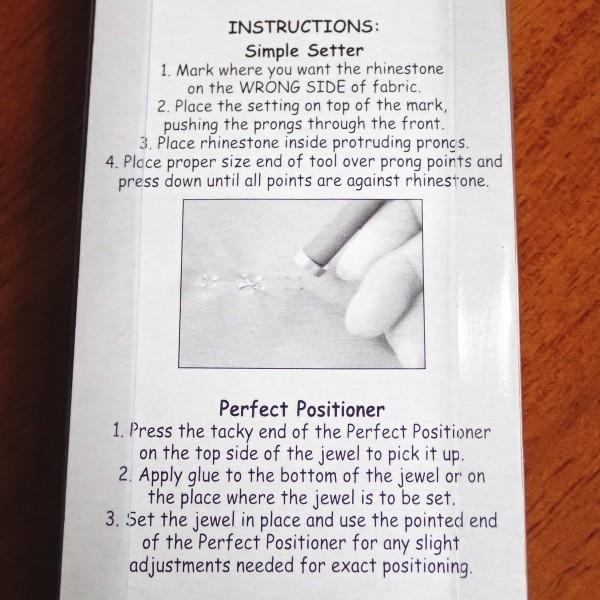 INSTRUCTIONS:
Simple Setter
1. Mark where you want the rhinestone
on the WRONG SIDE of fabric.
2. Place the setting on top of the mark,
pushing the prongs through the front.
3. Place rhinestone inside protruding prongs.
4. Place proper size end of tool over prong points and
press down until all points are against rhinestone.
Perfect Positioner
1. Press the tacky end of the Perfect Positioner
on the top side of the jewel to pick it up.
2. Apply glue to the bottom of the jewel or on
the place where the jewel is to be set.
3. Set the jewel in place and use the pointed end
of the Perfect Positioner for any slight
adjustments needed for exact positioning.